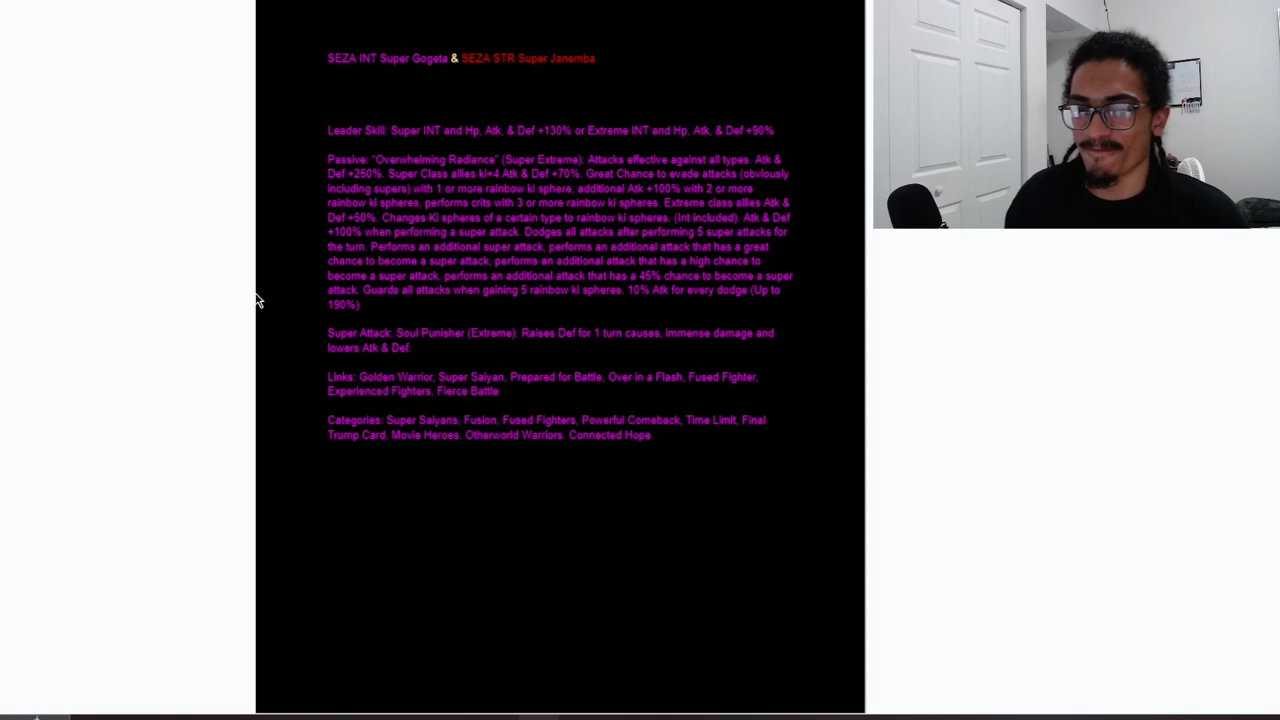 SEZA INT Super Gogeta & SEZA STR Super Janemba
Leader Skill: Super INT and Hp, Atk, & Def +130% or Extreme INT and Hp, Atk, & Def +90%
Passive: “Overwhelming Radiance” (Super Extreme): Attacks effective against all types. Atk &
Def +250%. Super Class allies ki+4 Atk & Def +70%. Great Chance to evade attacks (obviously
including supers) with 1 or more rainbow ki sphere, additional Atk +100% with 2 or more
rainbow ki spheres, performs crits with 3 or more rainbow ki spheres. Extreme class allies Atk &
Def +50%. Changes Ki spheres of a certain type to rainbow ki spheres. (Int included). Atk & Def
+100% when performing a super attack. Dodges all attacks after performing 5 super attacks for
the turn. Performs an additional super attack, performs an additional attack that has a great
chance to become a super attack, performs an additional attack that has a high chance to
become a super attack, performs an additional attack that has a 45% chance to become a super
attack. Guards all attacks when gaining 5 rainbow ki spheres. 10% Atk for every dodge (Up to
190%)
Super Attack: Soul Punisher (Extreme): Raises Def for 1 turn causes, immense damage and
lowers Atk & Def.
Links: Golden Warrior, Super Saiyan, Prepared for Battle, Over in a Flash, Fused Fighter,
Experienced Fighters, Fierce Battle
Categories: Super Saiyans, Fusion, Fused Fighters, Powerful Comeback, Time Limit, Final
Trump Card, Movie Heroes, Otherworld Warriors, Connected Hope